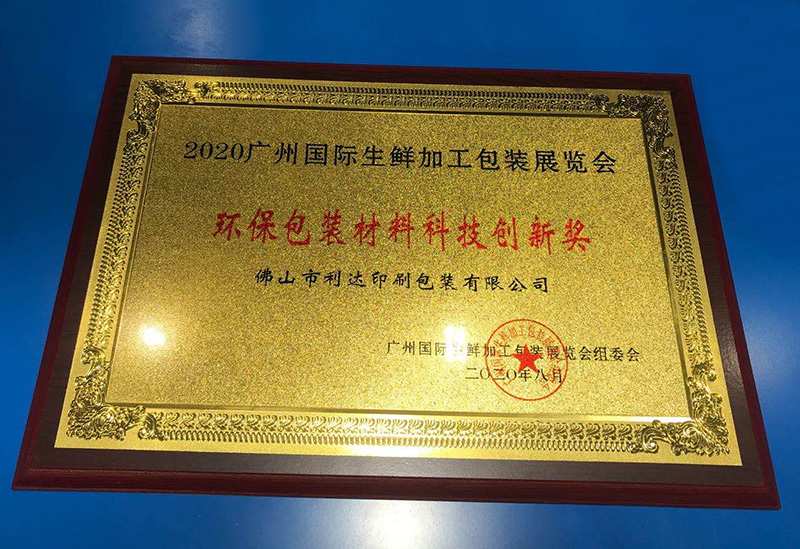 2020广州国际生鲜加工包装展览会
环保包装材料科技创新奖
佛山市利达印刷包装有限公司
广州国际生鲜加工包装展览会组委会
二〇二〇年八月